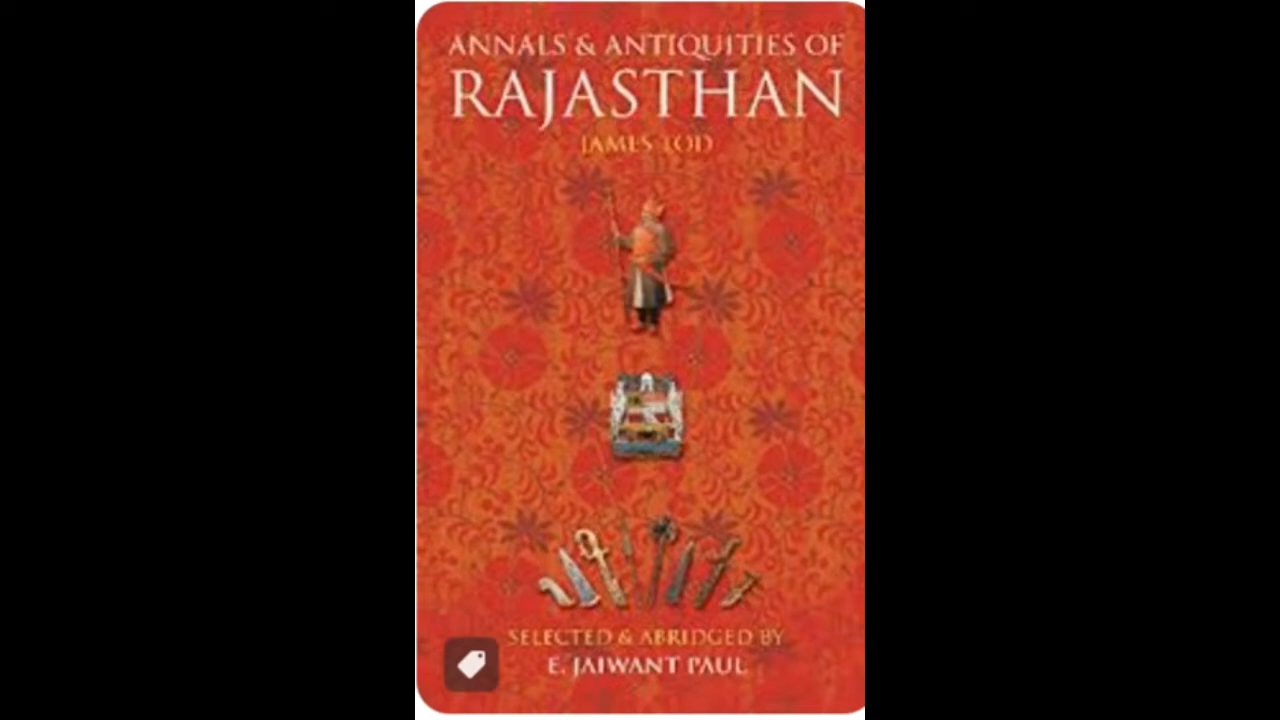 ANNALS & ANTIQUITIES OF
RAJASTHAN
JAMES TOD
SELECTED & ABRIDGED BY
E. JAIWANT PAUL